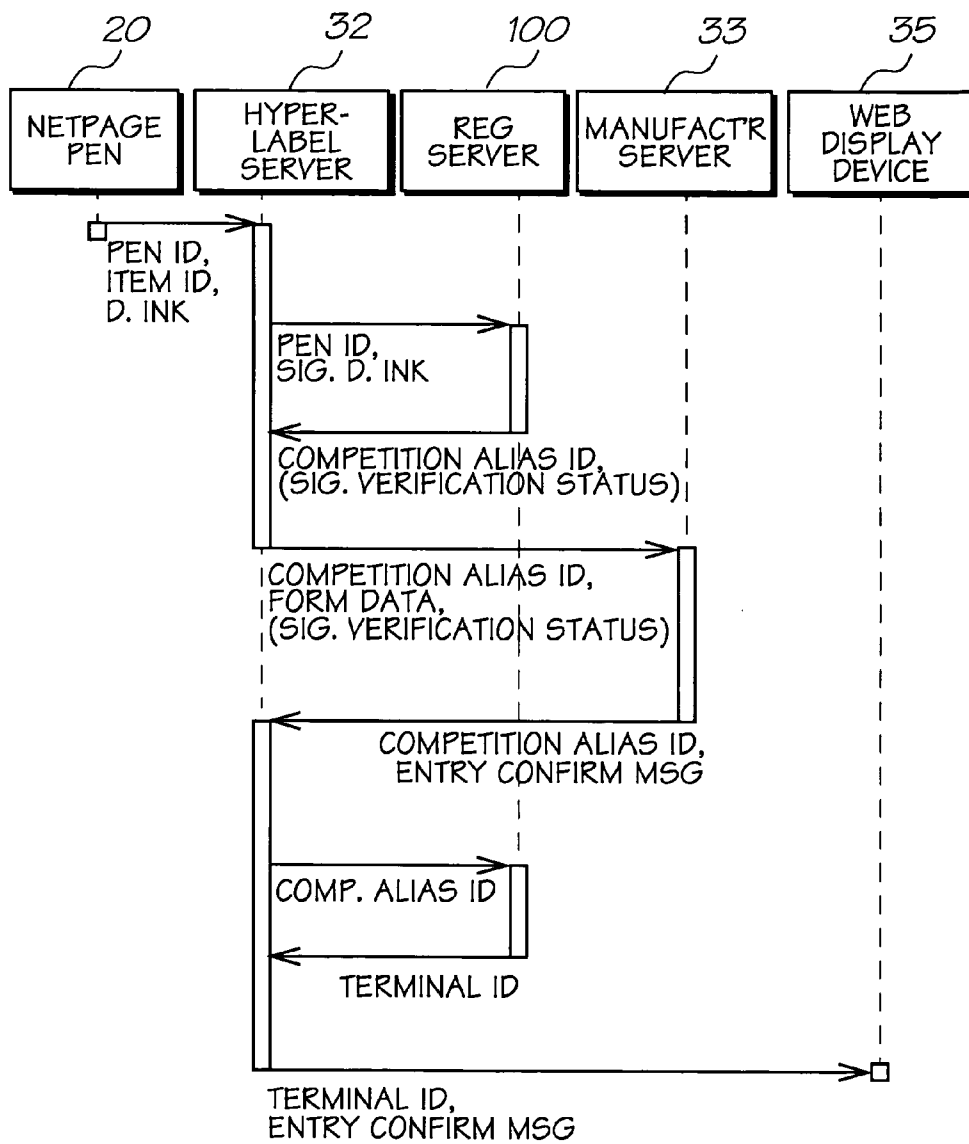 20
32
100
33
35
NETPAGE
PEN
HYPER-
LABEL
SERVER
REG
SERVER
MANUFACT'R
SERVER
WEB
DISPLAY
DEVICE
PEN ID,
ITEM ID,
D. INK
PEN ID,
SIG. D. INK
COMPETITION ALIAS ID,
(SIG. VERIFICATION STATUS)
COMPETITION ALIAS ID,
FORM DATA,
(SIG. VERIFICATION STATUS)
COMPETITION ALIAS ID,
ENTRY CONFIRM MSG
COMP. ALIAS ID
TERMINAL ID
TERMINAL ID,
ENTRY CONFIRM MSG